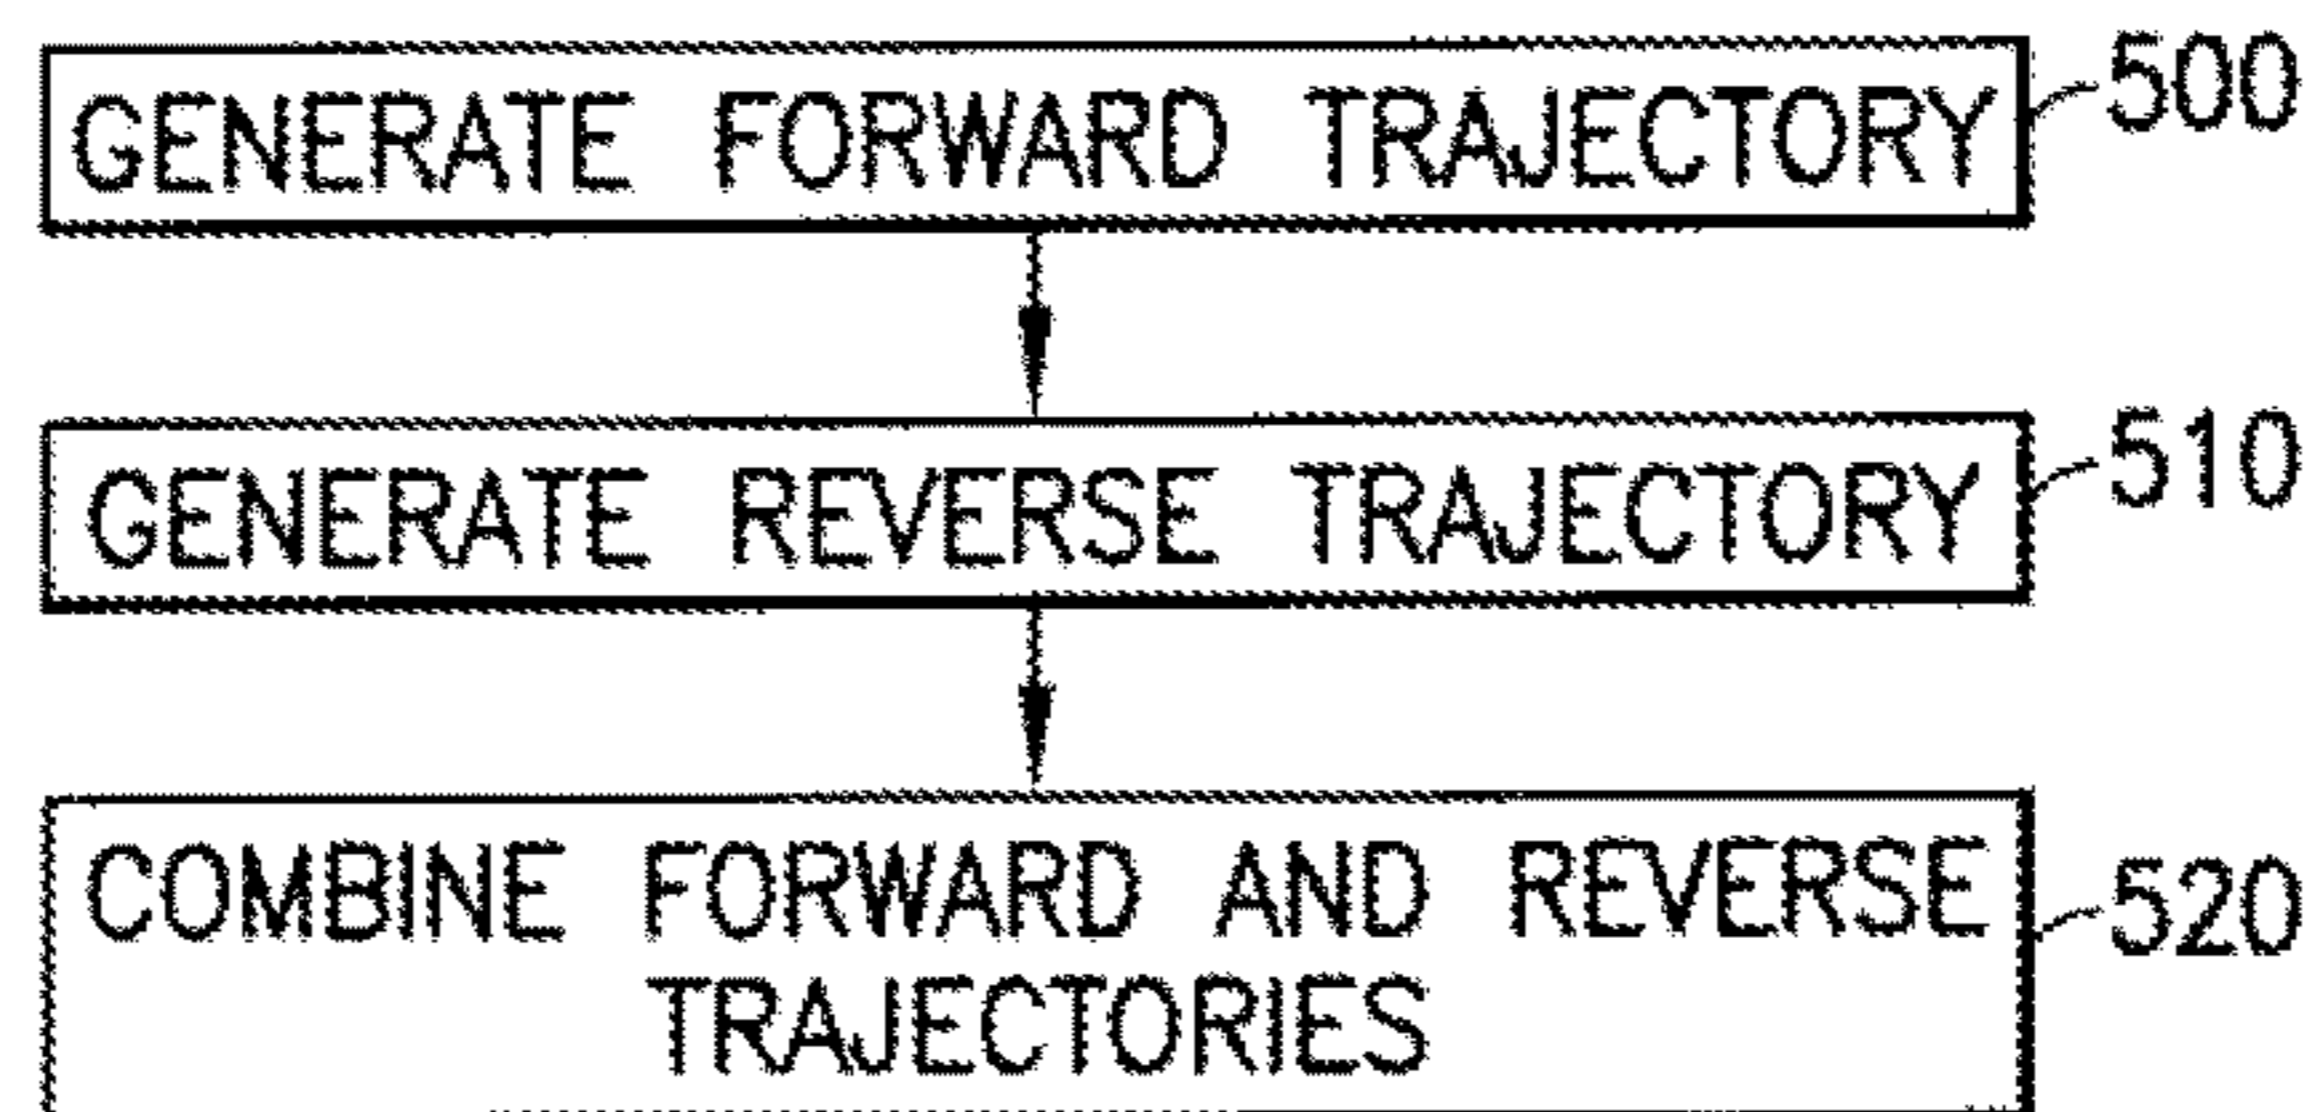 GENERATE FORWARD TRAJECTORY 500
GENERATE REVERSE TRAJECTORY 510
COMBINE FORWARD AND REVERSE 520
TRAJECTORIES